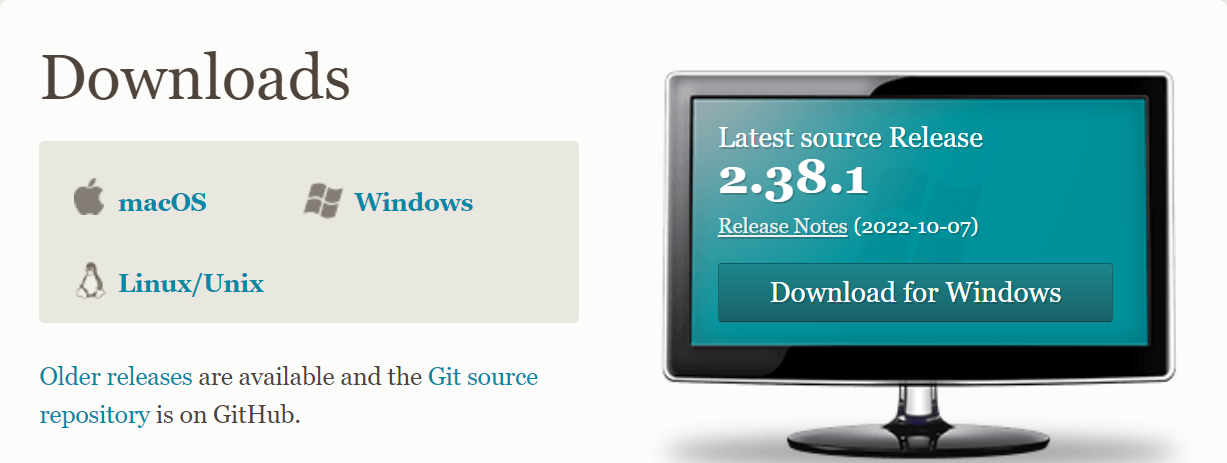 Downloads
macOS
Windows
Linux/Unix
Older releases are available and the Git source
repository is on GitHub.
Latest source Release
2.38.1
Release Notes (2022-10-07)
Download for Windows